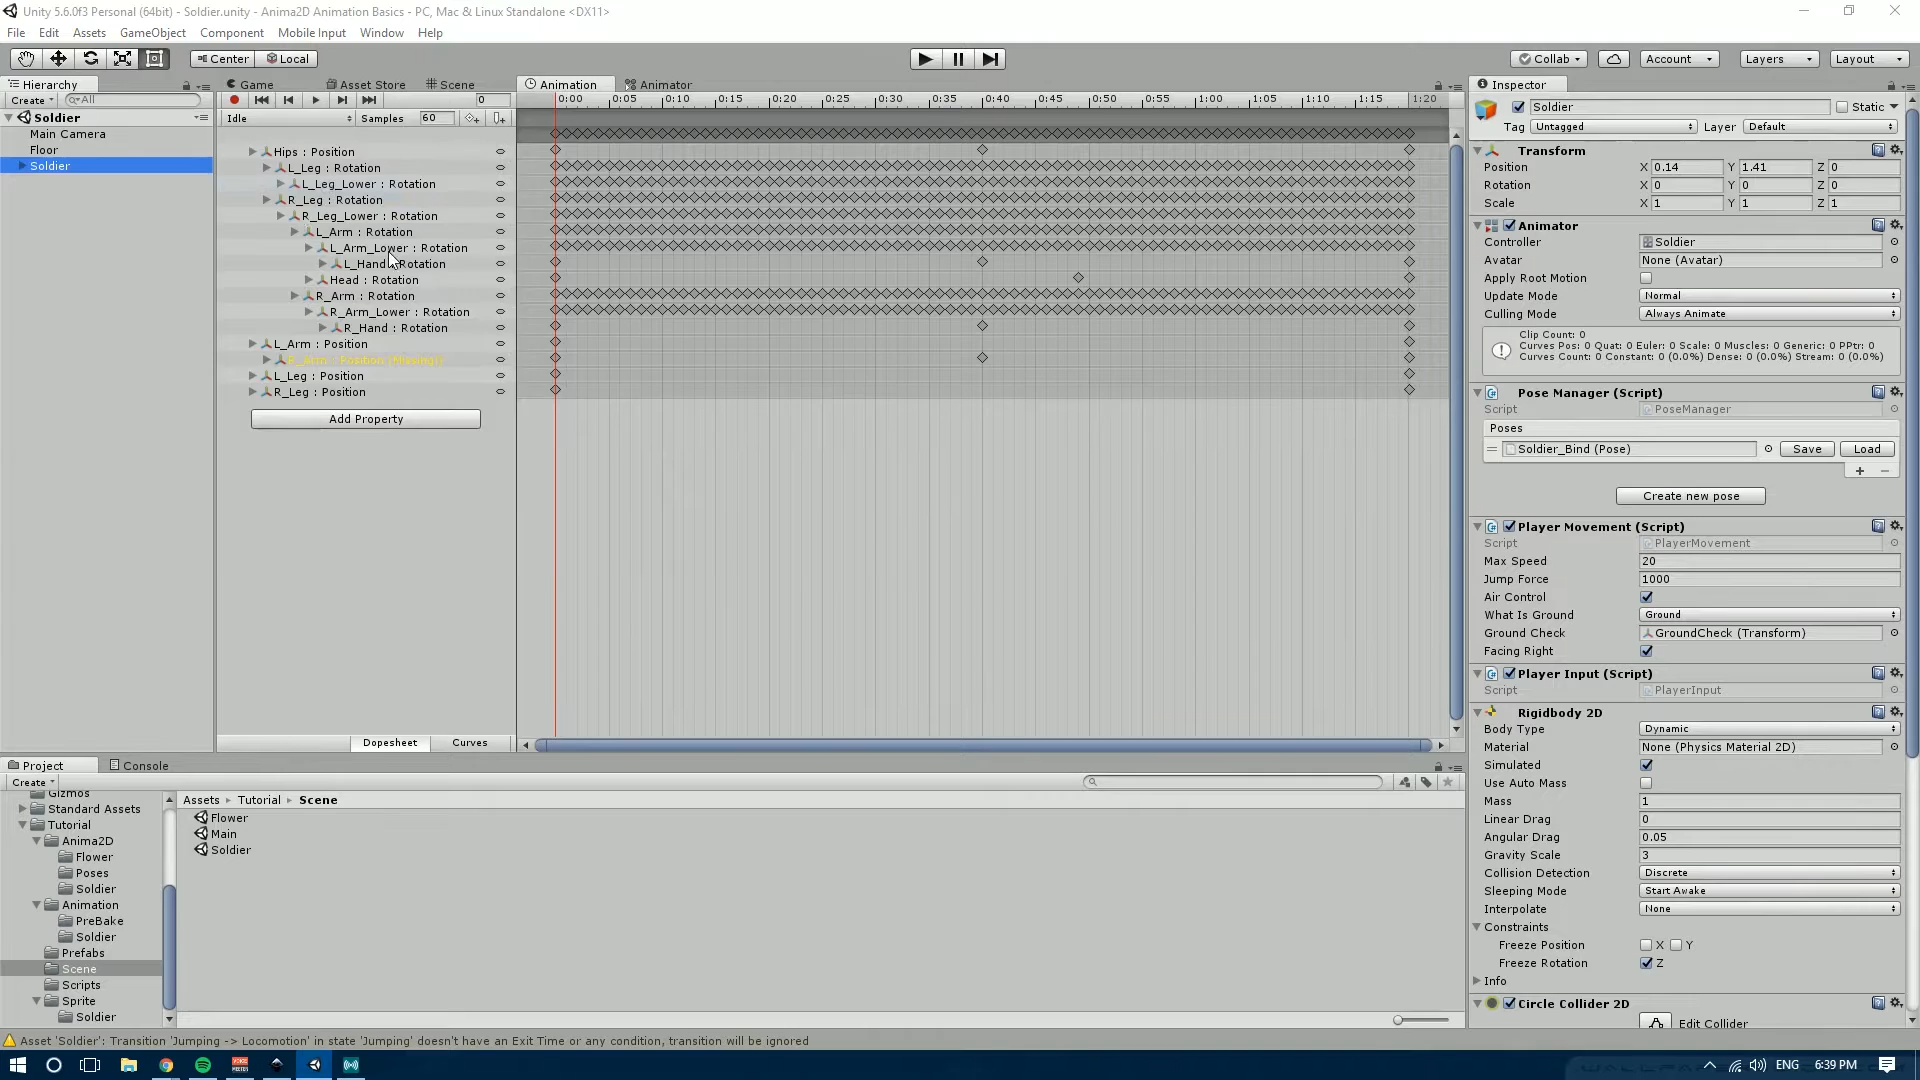 Unity 5.6.0f3 Personal (64bit) - Soldier.unity - Anima2D Animation Basics - PC, Mac & Linux Standalone <DX11>
File Edit Assets GameObject Component Mobile Input Window Help
Center Local Collab Account Layers Layout
Hierarchy Game Asset Store Scene Animation Animator Inspector
Create All
0
0:00 0:05 0:10 0:15 0:20 0:25 0:30 0:35 0:40 0:45 0:50 0:55 1:00 1:05 1:10 1:15 1:20
Idle Samples 60
Soldier
Main Camera
Floor
Soldier
Hips : Position
L_Leg : Rotation
L_Leg_Lower : Rotation
R_Leg : Rotation
R_Leg_Lower : Rotation
L_Arm : Rotation
L_Arm_Lower : Rotation
L_Hand : Rotation
Head : Rotation
R_Arm : Rotation
R_Arm_Lower : Rotation
R_Hand : Rotation
L_Arm : Position
R_Arm : Position (Missing!)
L_Leg : Position
R_Leg : Position
Add Property
Dopesheet Curves
Soldier Static
Tag Untagged Layer Default
Transform
Position X 0.14 Y 1.41 Z 0
Rotation X 0 Y 0 Z 0
Scale X 1 Y 1 Z 1
Animator
Controller Soldier
Avatar None (Avatar)
Apply Root Motion
Update Mode Normal
Culling Mode Always Animate
Clip Count: 0
Curves Pos: 0 Quat: 0 Euler: 0 Scale: 0 Muscles: 0 Generic: 0 PPtr: 0
Curves Count: 0 Constant: 0 (0.0%) Dense: 0 (0.0%) Stream: 0 (0.0%)
Pose Manager (Script)
Script PoseManager
Poses
Soldier_Bind (Pose) Save Load
+ −
Create new pose
Player Movement (Script)
Script PlayerMovement
Max Speed 20
Jump Force 1000
Air Control
What Is Ground Ground
Ground Check GroundCheck (Transform)
Facing Right
Player Input (Script)
Script PlayerInput
Rigidbody 2D
Body Type Dynamic
Material None (Physics Material 2D)
Simulated
Use Auto Mass
Mass 1
Linear Drag 0
Angular Drag 0.05
Gravity Scale 3
Collision Detection Discrete
Sleeping Mode Start Awake
Interpolate None
Constraints
Freeze Position X Y
Freeze Rotation Z
Info
Circle Collider 2D
Edit Collider
Project Console
Create
Gizmos
Standard Assets
Tutorial
Anima2D
Flower
Poses
Soldier
Animation
PreBake
Soldier
Prefabs
Scene
Scripts
Sprite
Soldier
Assets Tutorial Scene
Flower
Main
Soldier
Asset 'Soldier': Transition 'Jumping -> Locomotion' in state 'Jumping' doesn't have an Exit Time or any condition, transition will be ignored
ENG 6:39 PM